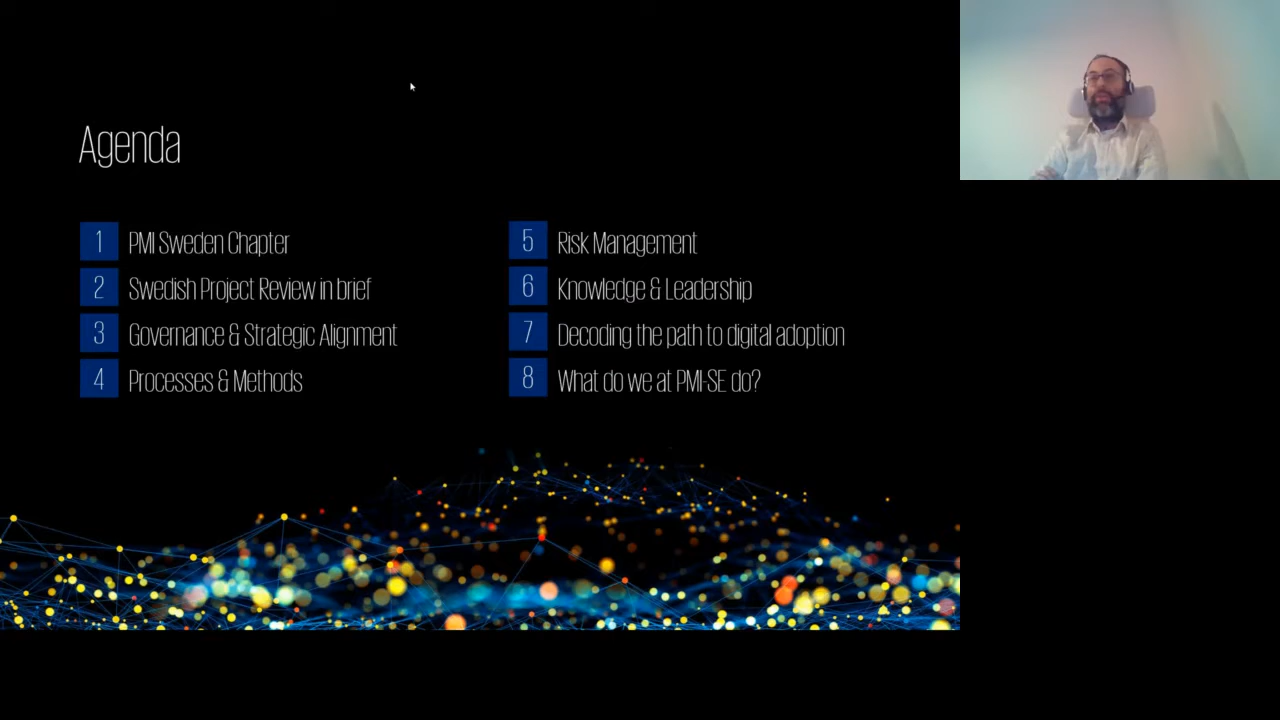 Agenda
1 PMI Sweden Chapter
2 Swedish Project Review in brief
3 Governance & Strategic Alignment
4 Processes & Methods
5 Risk Management
6 Knowledge & Leadership
7 Decoding the path to digital adoption
8 What do we at PMI-SE do?